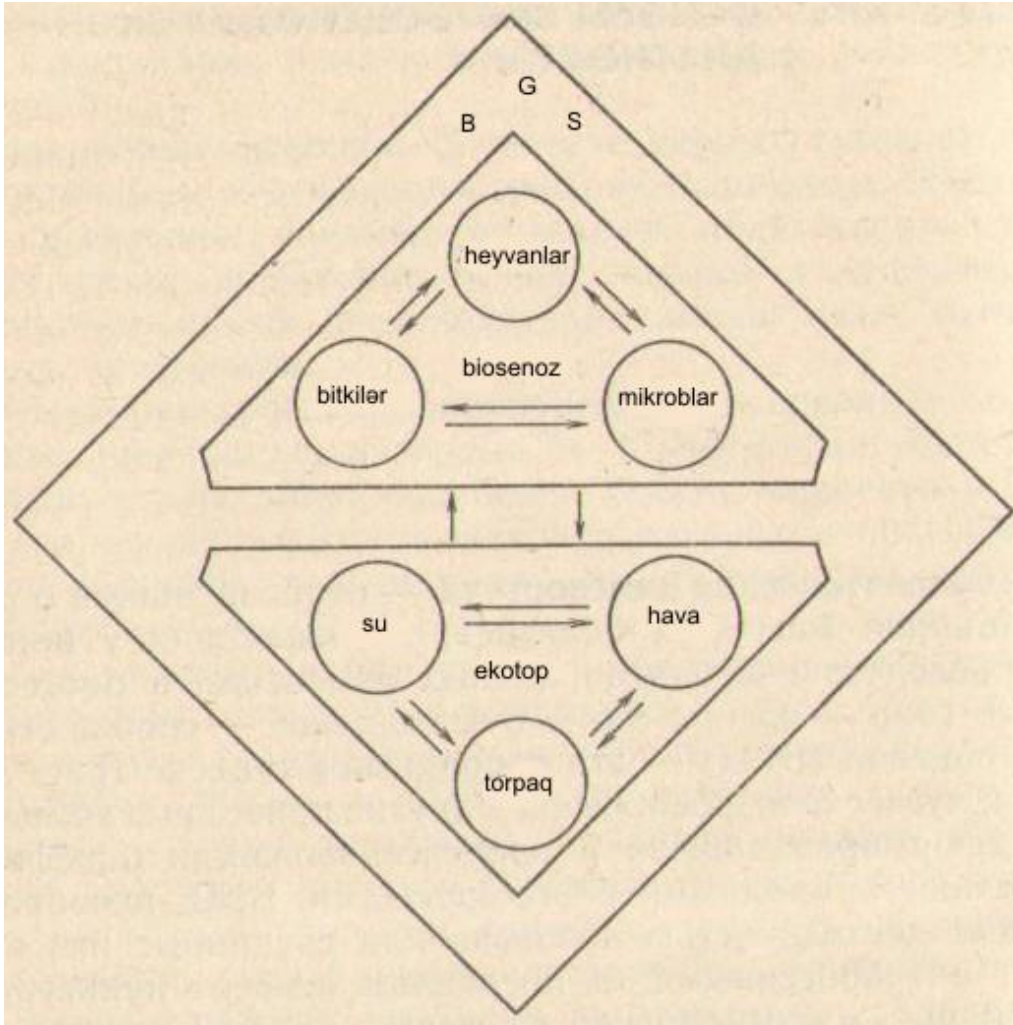 G
B S
heyvanlar
biosenoz
bitkilər mikroblar
su hava
ekotop
torpaq